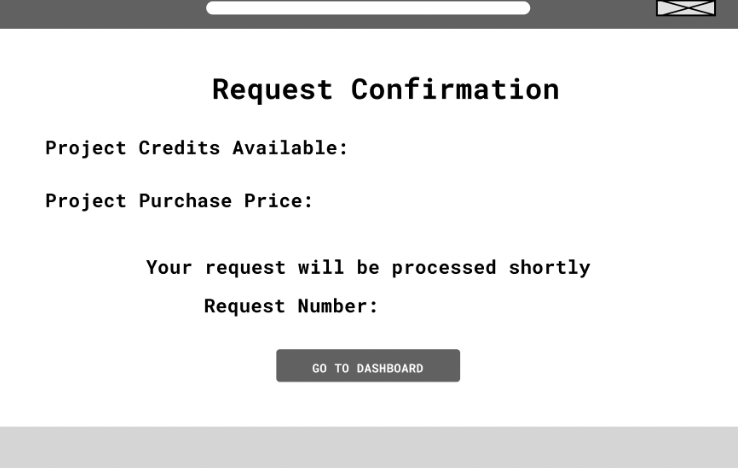 Request Confirmation
Project Credits Available:
Project Purchase Price:
Your request will be processed shortly
Request Number:
GO TO DASHBOARD